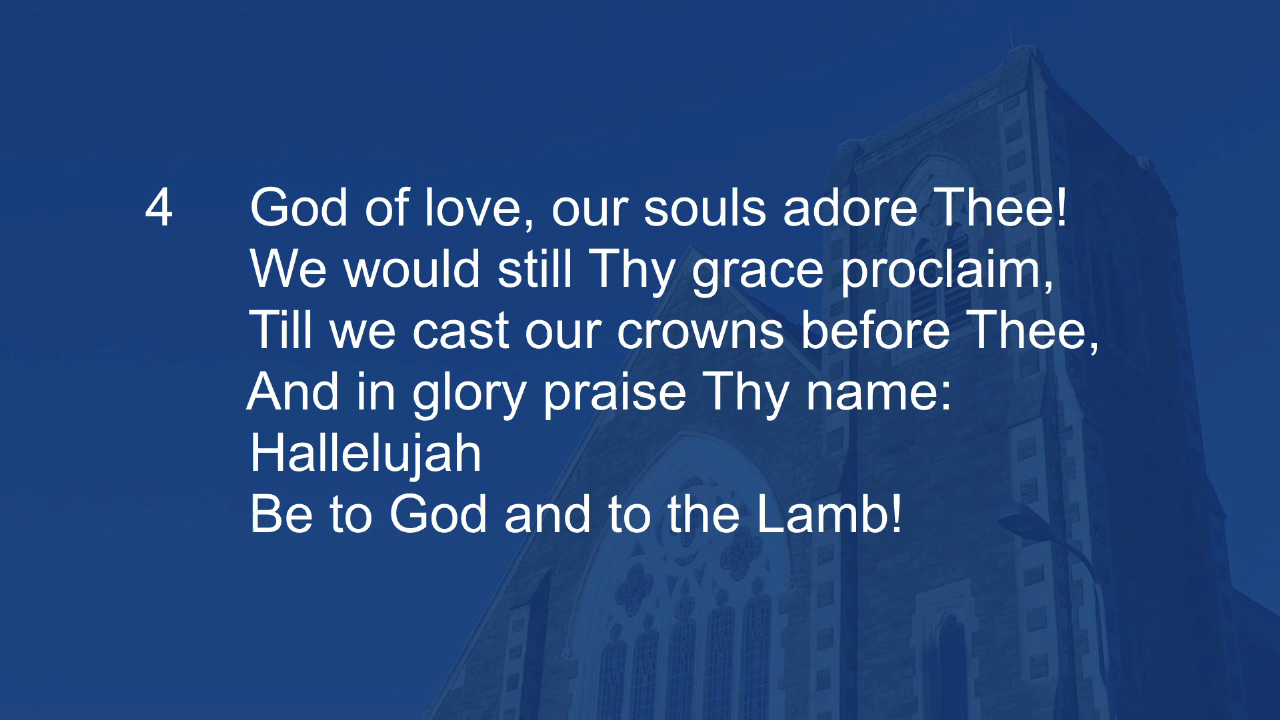 4 God of love, our souls adore Thee!
We would still Thy grace proclaim,
Till we cast our crowns before Thee,
And in glory praise Thy name:
Hallelujah
Be to God and to the Lamb!